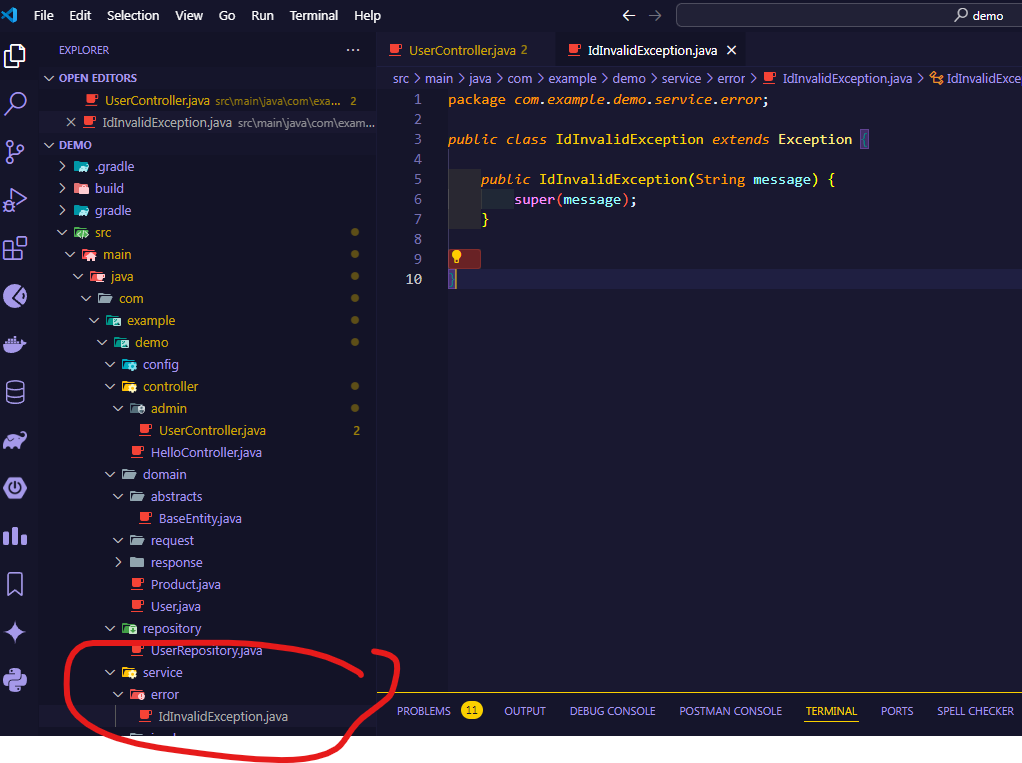 File Edit Selection View Go Run Terminal Help
demo
EXPLORER
OPEN EDITORS
UserController.java src\main\java\com\exa... 2
IdInvalidException.java src\main\java\com\exam...
DEMO
.gradle
build
gradle
src
main
java
com
example
demo
config
controller
admin
UserController.java 2
HelloController.java
domain
abstracts
BaseEntity.java
request
response
Product.java
User.java
repository
UserRepository.java
service
error
IdInvalidException.java
UserController.java 2 IdInvalidException.java
src > main > java > com > example > demo > service > error > IdInvalidException.java > IdInvalidExce
1 package com.example.demo.service.error;
2
3 public class IdInvalidException extends Exception {
4
5 public IdInvalidException(String message) {
6 super(message);
7 }
8
9
10 }
PROBLEMS 11 OUTPUT DEBUG CONSOLE POSTMAN CONSOLE TERMINAL PORTS SPELL CHECKER